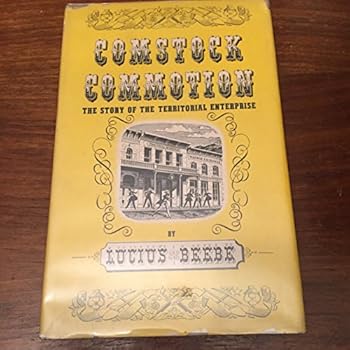 COMSTOCK
COMMOTION
THE STORY OF THE TERRITORIAL ENTERPRISE
BY
LUCIUS BEEBE